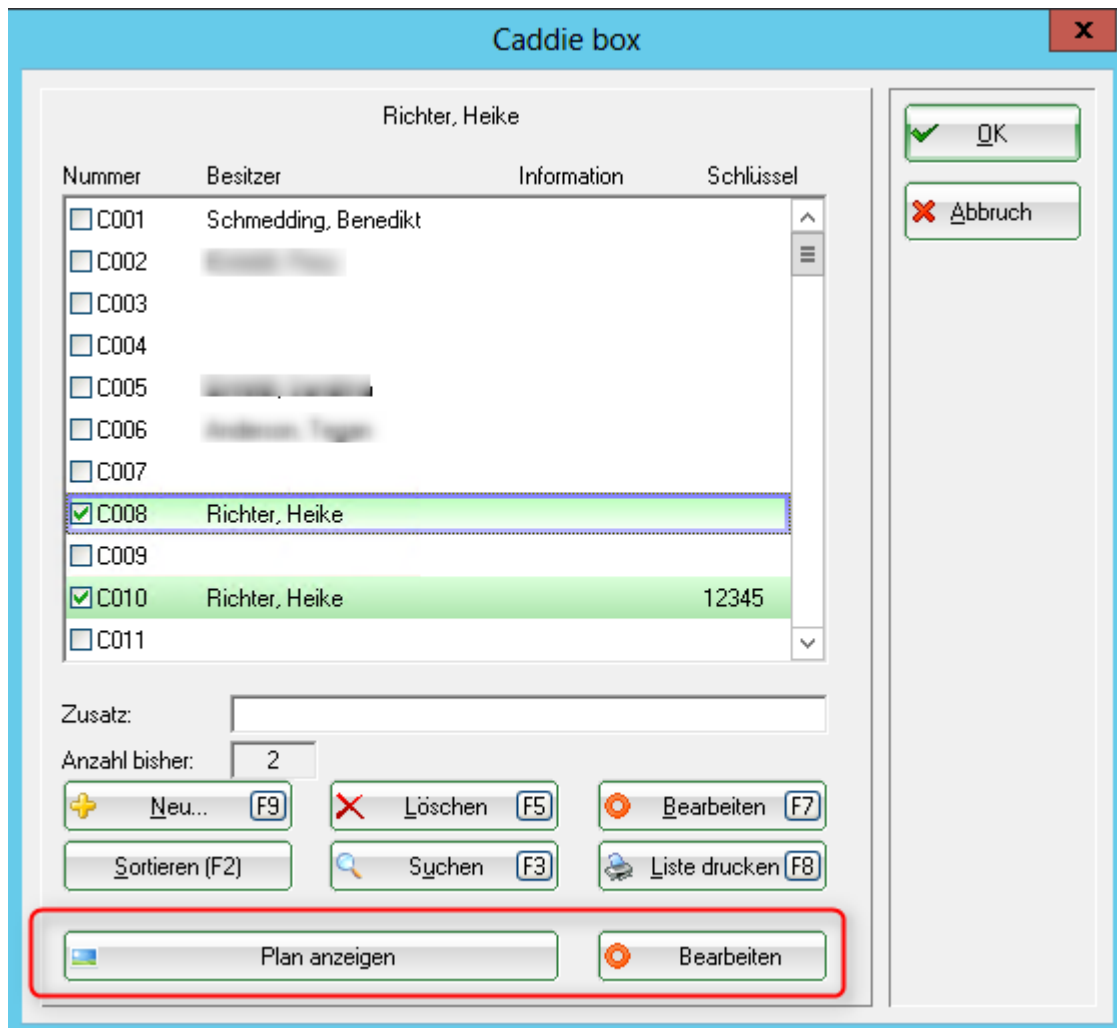 Caddie box
x
Richter, Heike
Nummer Besitzer Information Schlüssel
C001 Schmedding, Benedikt
C002
C003
C004
C005
C006
C007
C008 Richter, Heike
C009
C010 Richter, Heike 12345
C011
OK
Abbruch
Zusatz:
Anzahl bisher: 2
Neu... F9 Löschen F5 Bearbeiten F7
Sortieren (F2) Suchen F3 Liste drucken F8
Plan anzeigen Bearbeiten